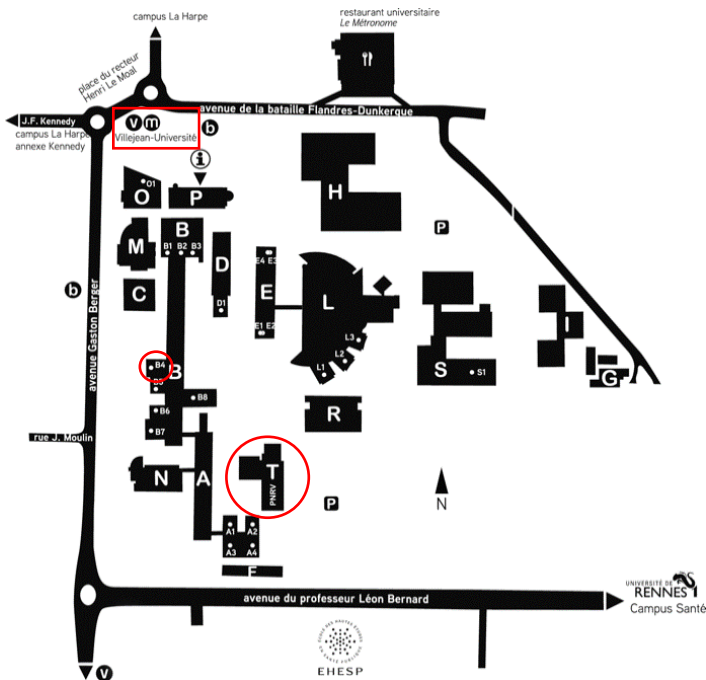 campus La Harpe
restaurant universitaire
Le Métronome
place du recteur
Henri Le Moal
avenue de la bataille Flandres-Dunkerque
J.F. Kennedy
campus La Harpe
annexe Kennedy
v m
Villejean-Université
b
i
O1
O
P
H
B
B1 B2 B3
M
D
P
E4 E3
E
L
C
b
D1
avenue Gaston Berger
E1 E2
L3
L2
L1
I
B4
B
S
S1
G
B5
B8
B6
R
B7
rue J. Moulin
N
A
T
PNRV
P
N
A1 A2
A3 A4
F
avenue du professeur Léon Bernard
UNIVERSITÉ DE
RENNES 1
Campus Santé
EHESP
v